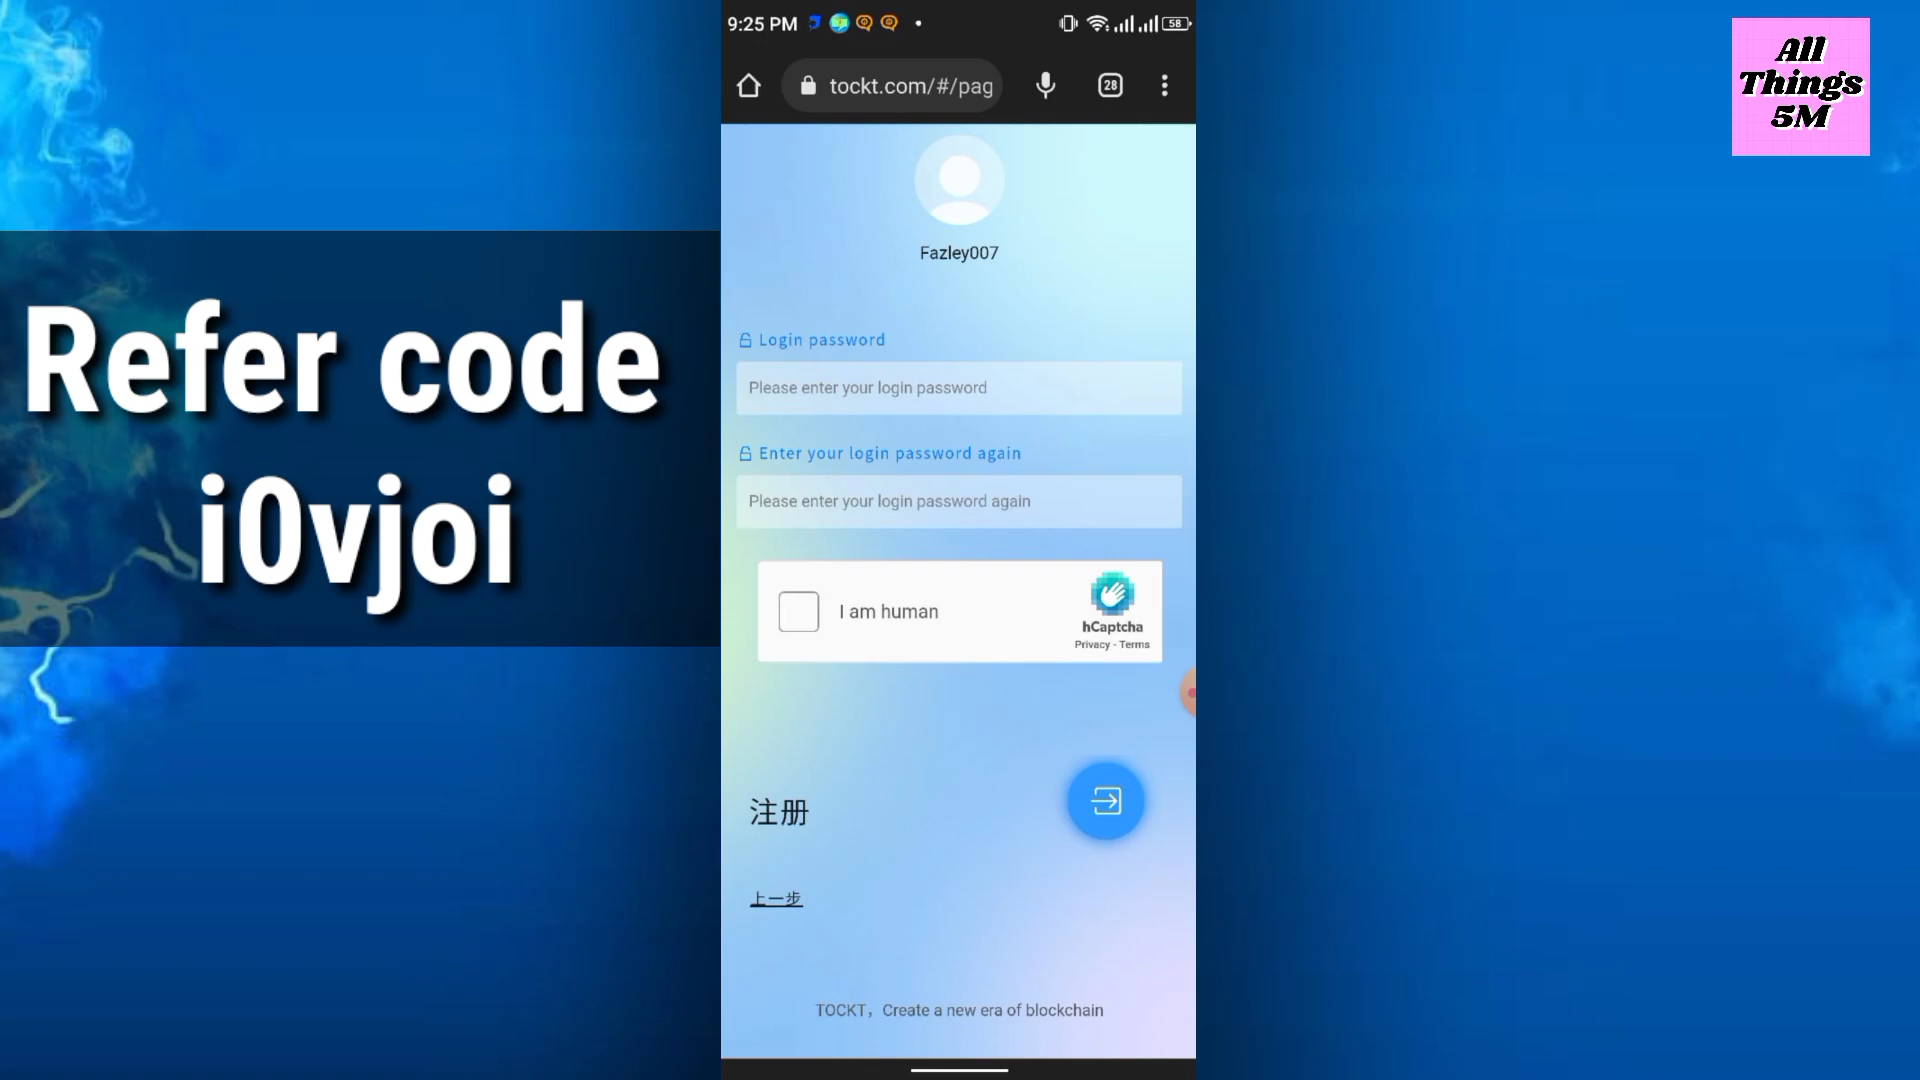 9:25 PM
58
tockt.com/#/pag
28
All
Things
5M
Fazley007
Refer code
i0vjoi
Login password
Please enter your login password
Enter your login password again
Please enter your login password again
I am human
hCaptcha
Privacy - Terms
注册
上一步
TOCKT，Create a new era of blockchain